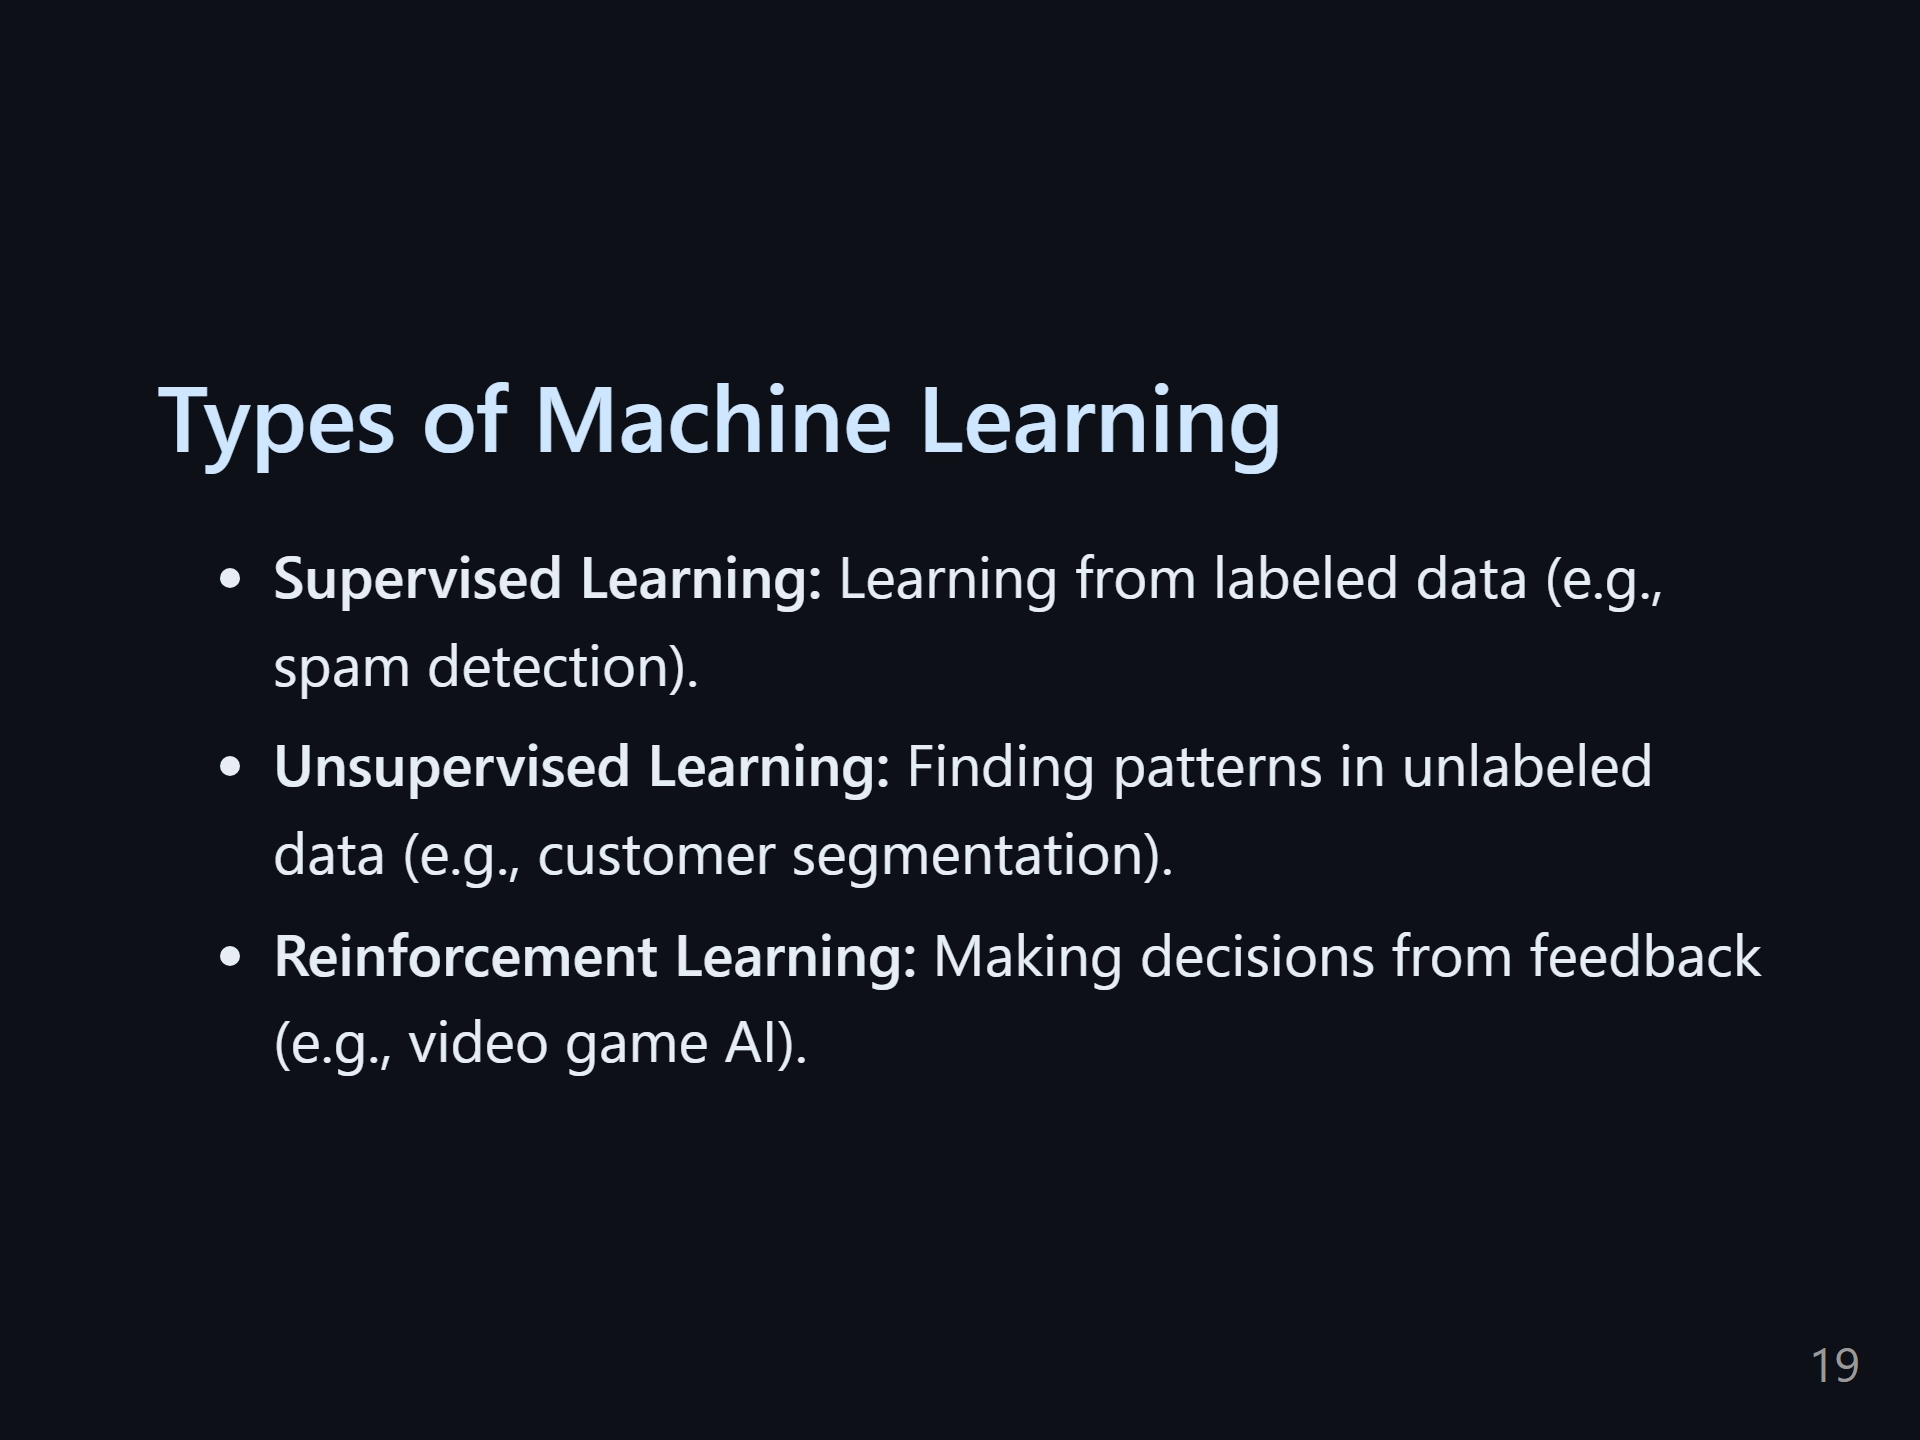 Types of Machine Learning
• Supervised Learning: Learning from labeled data (e.g.,
spam detection).
• Unsupervised Learning: Finding patterns in unlabeled
data (e.g., customer segmentation).
• Reinforcement Learning: Making decisions from feedback
(e.g., video game AI).
19